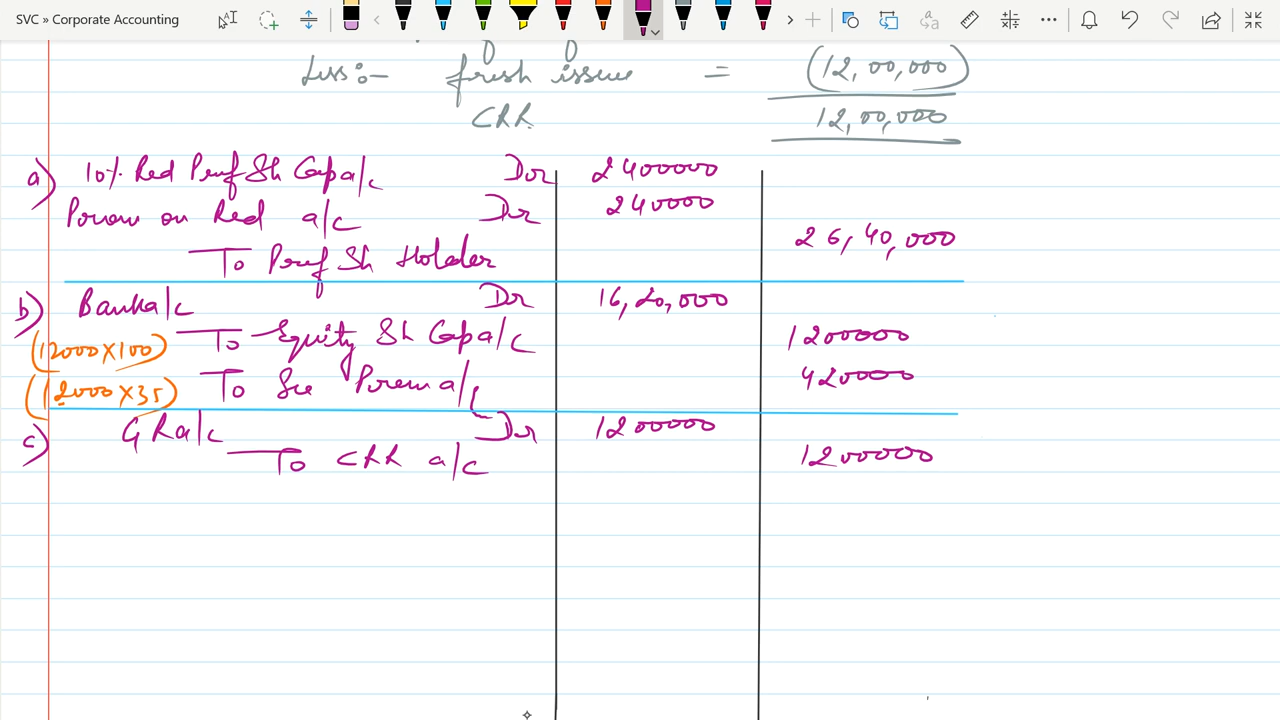 SVC » Corporate Accounting
Less:- fresh issue = (12,00,000)
CRR 12,00,000
a) 10% Red Pref Sh Cap a/c Dr 2400000
Prem on Red a/c Dr 240000
To Pref Sh Holder 26,40,000
b) Bank a/c Dr 16,20,000
(12000×100) To Equity Sh Cap a/c 1200000
(12000×35) To Sec Prem a/c 420000
c) GR a/c Dr 1200000
To CRR a/c 1200000